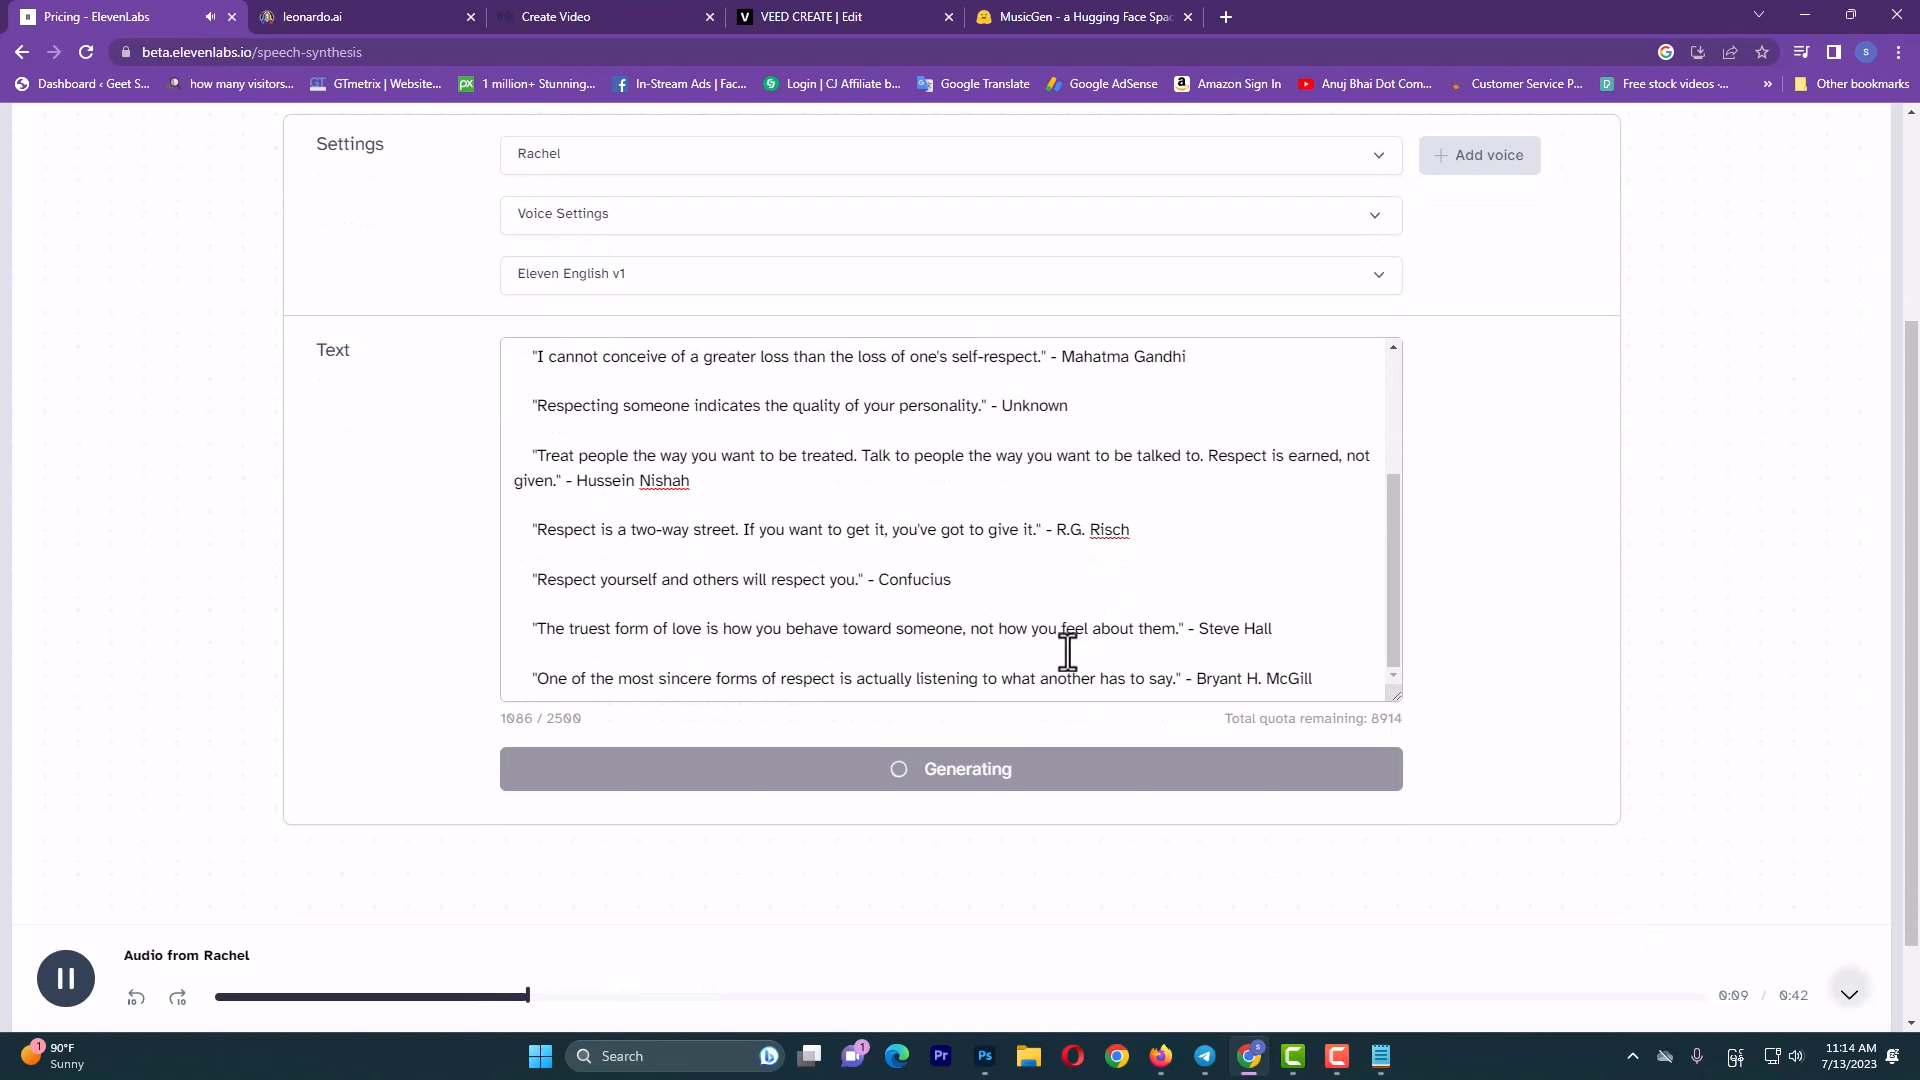 Pricing - ElevenLabs
leonardo.ai
Create Video
VEED CREATE | Edit
MusicGen - a Hugging Face Spac
beta.elevenlabs.io/speech-synthesis
Dashboard ‹ Geet S...
how many visitors...
GTmetrix | Website...
1 million+ Stunning...
In-Stream Ads | Fac...
Login | CJ Affiliate b...
Google Translate
Google AdSense
Amazon Sign In
Anuj Bhai Dot Com...
Customer Service P...
Free stock videos -...
Other bookmarks
Settings
Rachel
Add voice
Voice Settings
Eleven English v1
Text
"I cannot conceive of a greater loss than the loss of one's self-respect." - Mahatma Gandhi
"Respecting someone indicates the quality of your personality." - Unknown
"Treat people the way you want to be treated. Talk to people the way you want to be talked to. Respect is earned, not
given." - Hussein Nishah
"Respect is a two-way street. If you want to get it, you've got to give it." - R.G. Risch
"Respect yourself and others will respect you." - Confucius
"The truest form of love is how you behave toward someone, not how you feel about them." - Steve Hall
"One of the most sincere forms of respect is actually listening to what another has to say." - Bryant H. McGill
1086 / 2500
Total quota remaining: 8914
Generating
Audio from Rachel
10
10
0:09 / 0:42
1
90°F
Sunny
Search
1
Pr
Ps
11:14 AM
7/13/2023